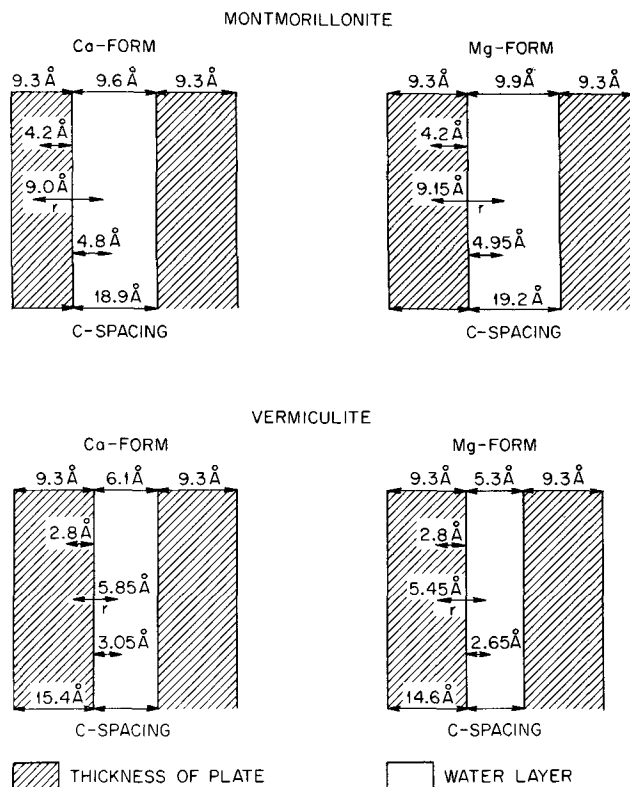 MONTMORILLONITE
Ca-FORM
9.3Å 9.6Å 9.3Å
4.2Å
9.0Å
r
4.8Å
18.9Å
C-SPACING
Mg-FORM
9.3Å 9.9Å 9.3Å
4.2Å
9.15Å
r
4.95Å
19.2Å
C-SPACING
VERMICULITE
Ca-FORM
9.3Å 6.1Å 9.3Å
2.8Å
5.85Å
r
3.05Å
15.4Å
C-SPACING
Mg-FORM
9.3Å 5.3Å 9.3Å
2.8Å
5.45Å
r
2.65Å
14.6Å
C-SPACING
THICKNESS OF PLATE
WATER LAYER